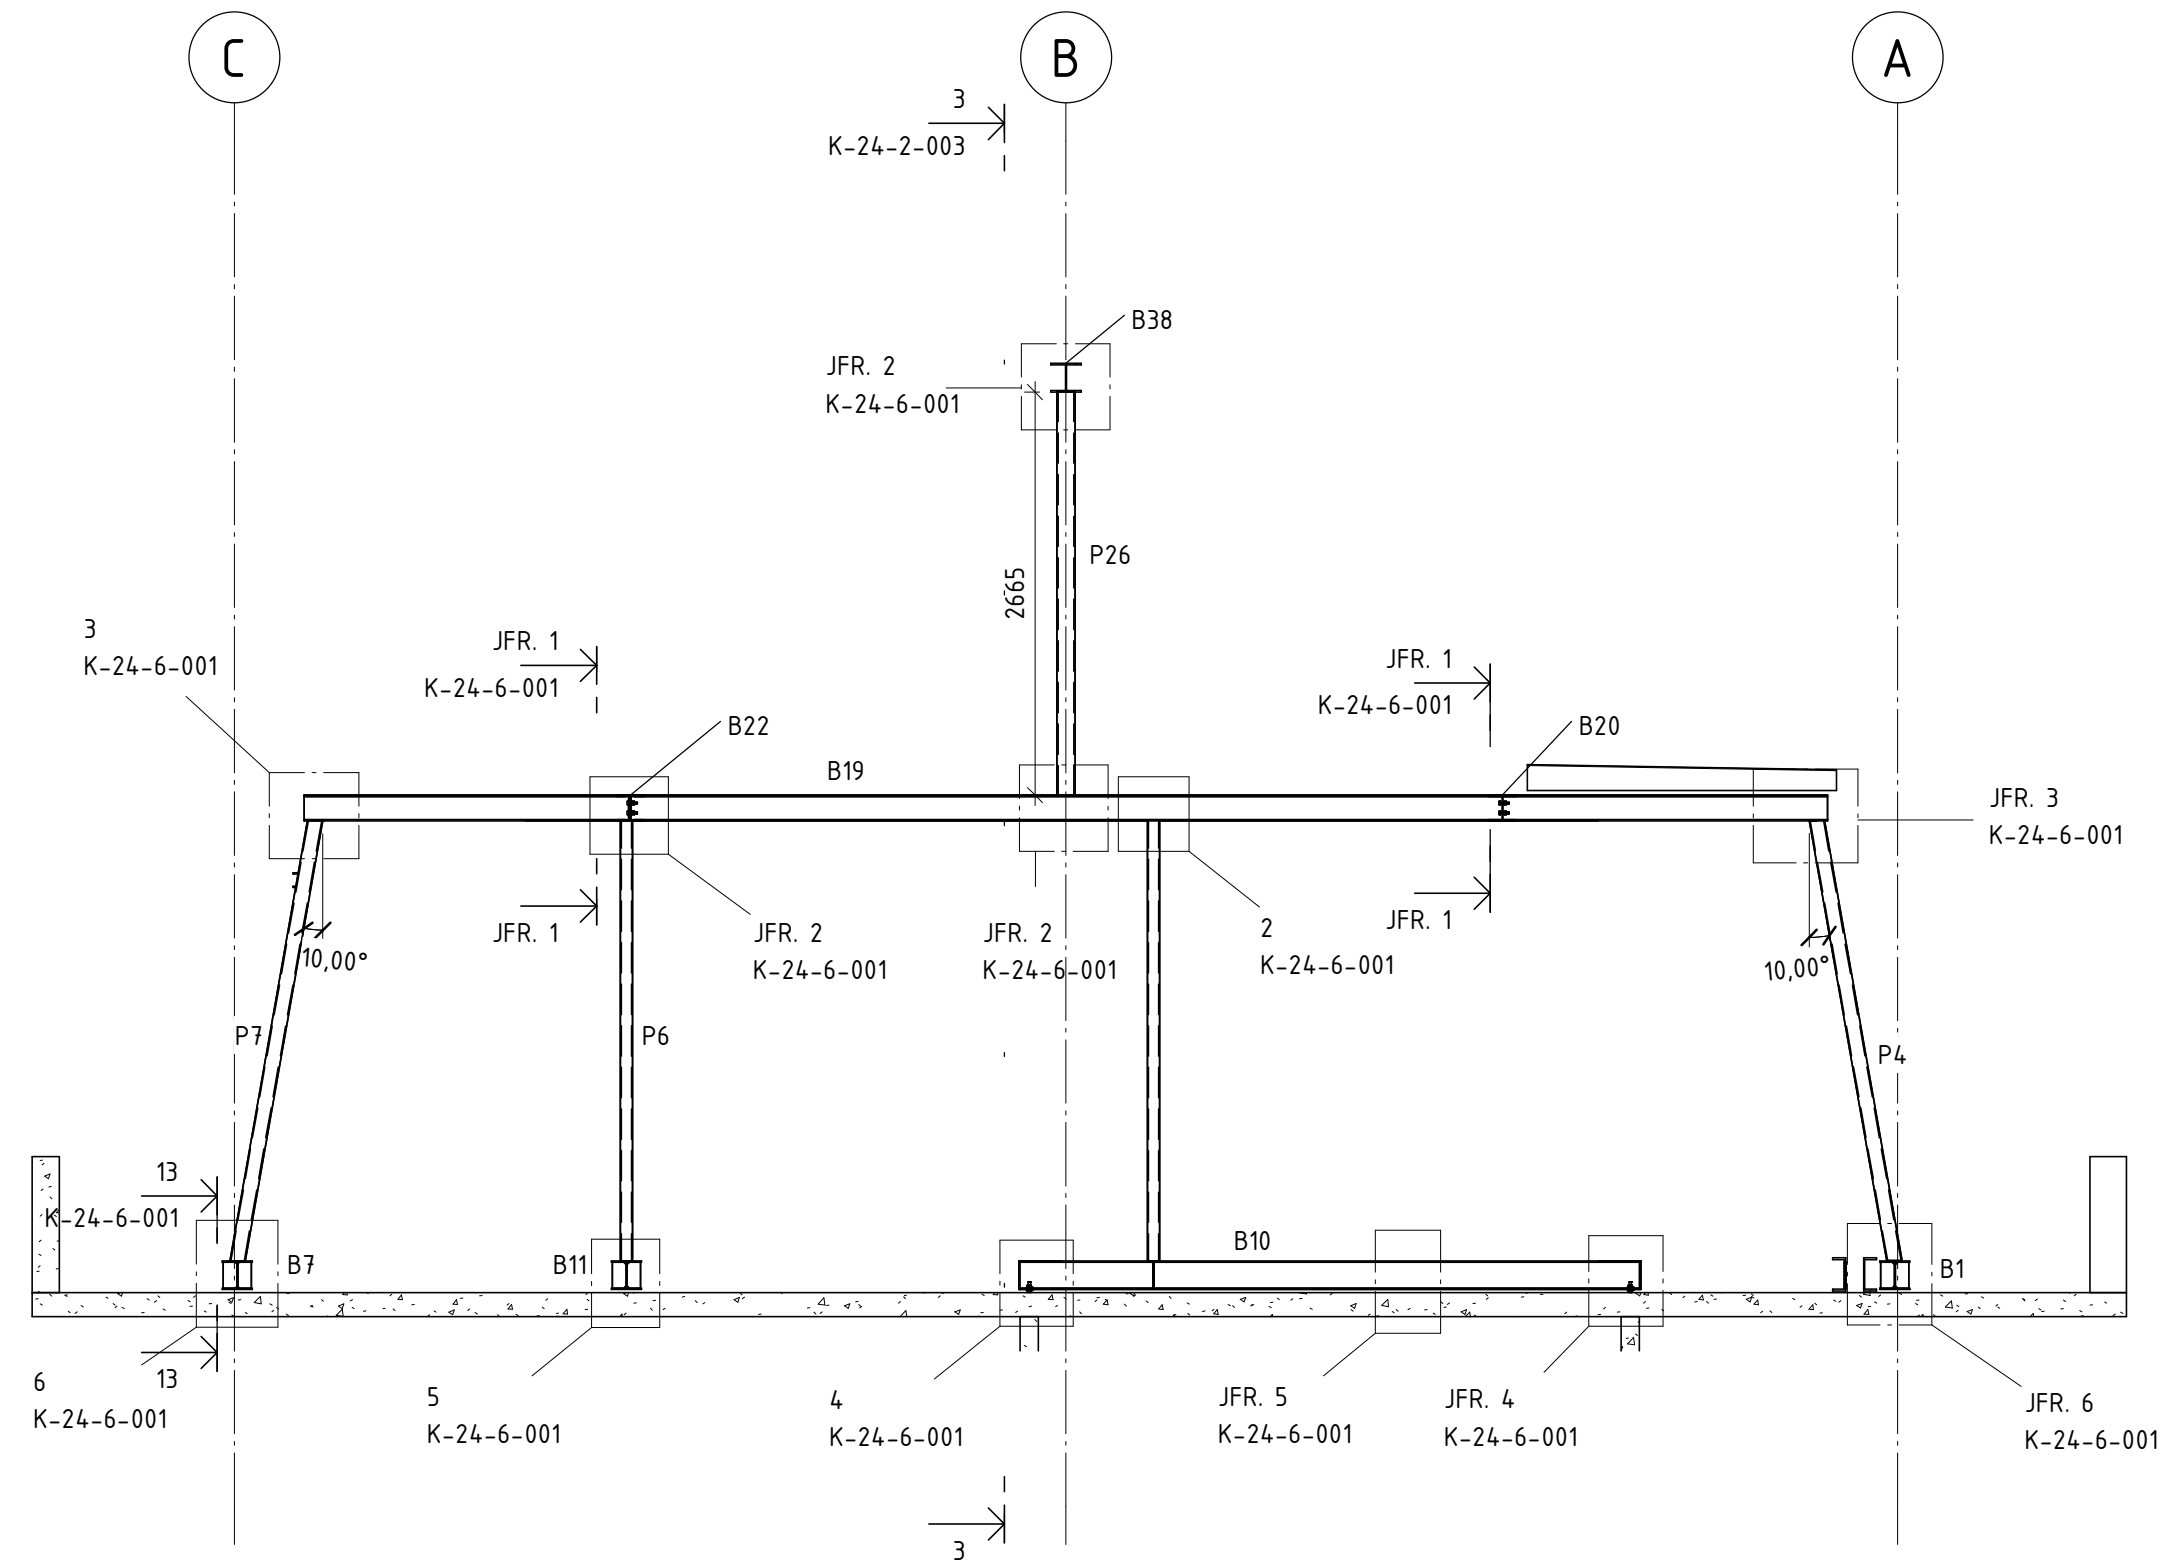 C
B
A
3
K-24-2-003
B38
JFR. 2
K-24-6-001
P26
2665
3
K-24-6-001
JFR. 1
K-24-6-001
JFR. 1
K-24-6-001
B22
B19
B20
JFR. 3
K-24-6-001
JFR. 1
JFR. 2
K-24-6-001
JFR. 2
K-24-6-001
2
K-24-6-001
JFR. 1
10,00°
10,00°
P7
P6
P4
13
K-24-6-001
B7
B11
B10
B1
13
6
K-24-6-001
5
K-24-6-001
4
K-24-6-001
JFR. 5
K-24-6-001
JFR. 4
K-24-6-001
JFR. 6
K-24-6-001
3